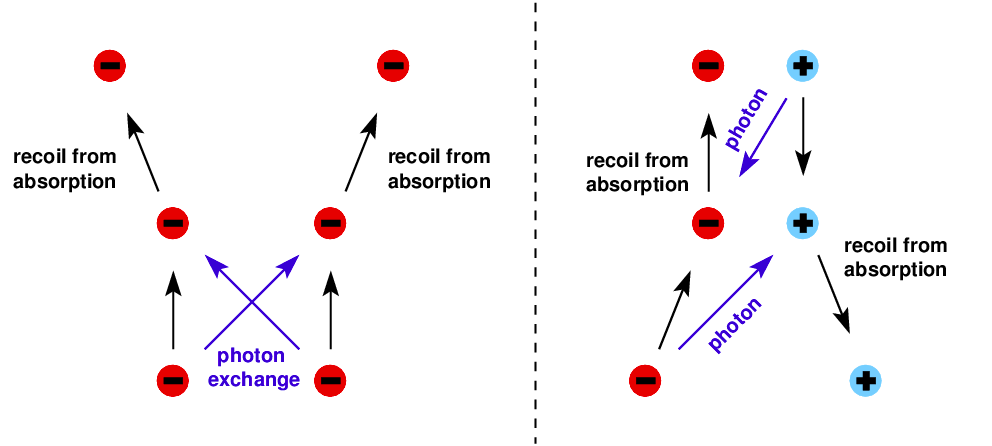 recoil from
absorption
recoil from
absorption
photon
exchange
photon
recoil from
absorption
recoil from
absorption
photon